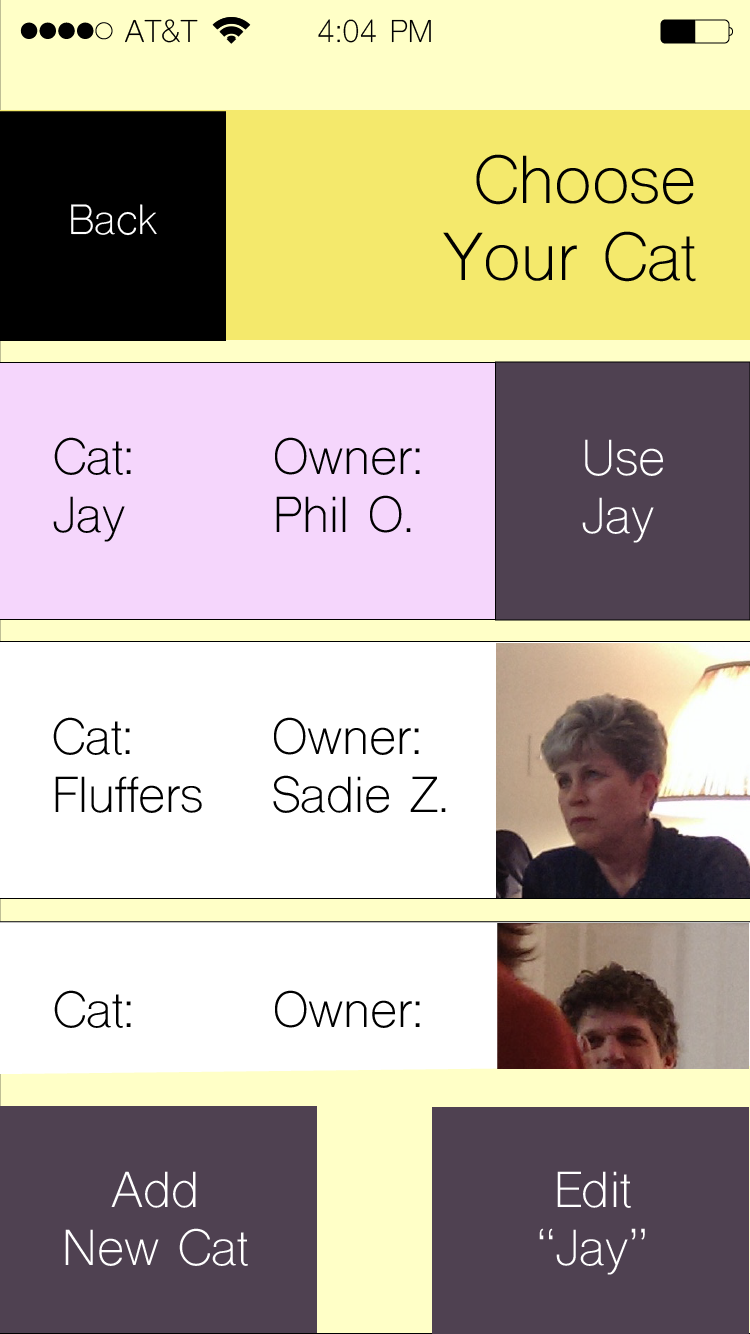 AT&T 4:04 PM
Back
Choose
Your Cat
Cat:
Jay
Owner:
Phil O.
Use
Jay
Cat:
Fluffers
Owner:
Sadie Z.
Cat:
Owner:
Add
New Cat
Edit
“Jay”